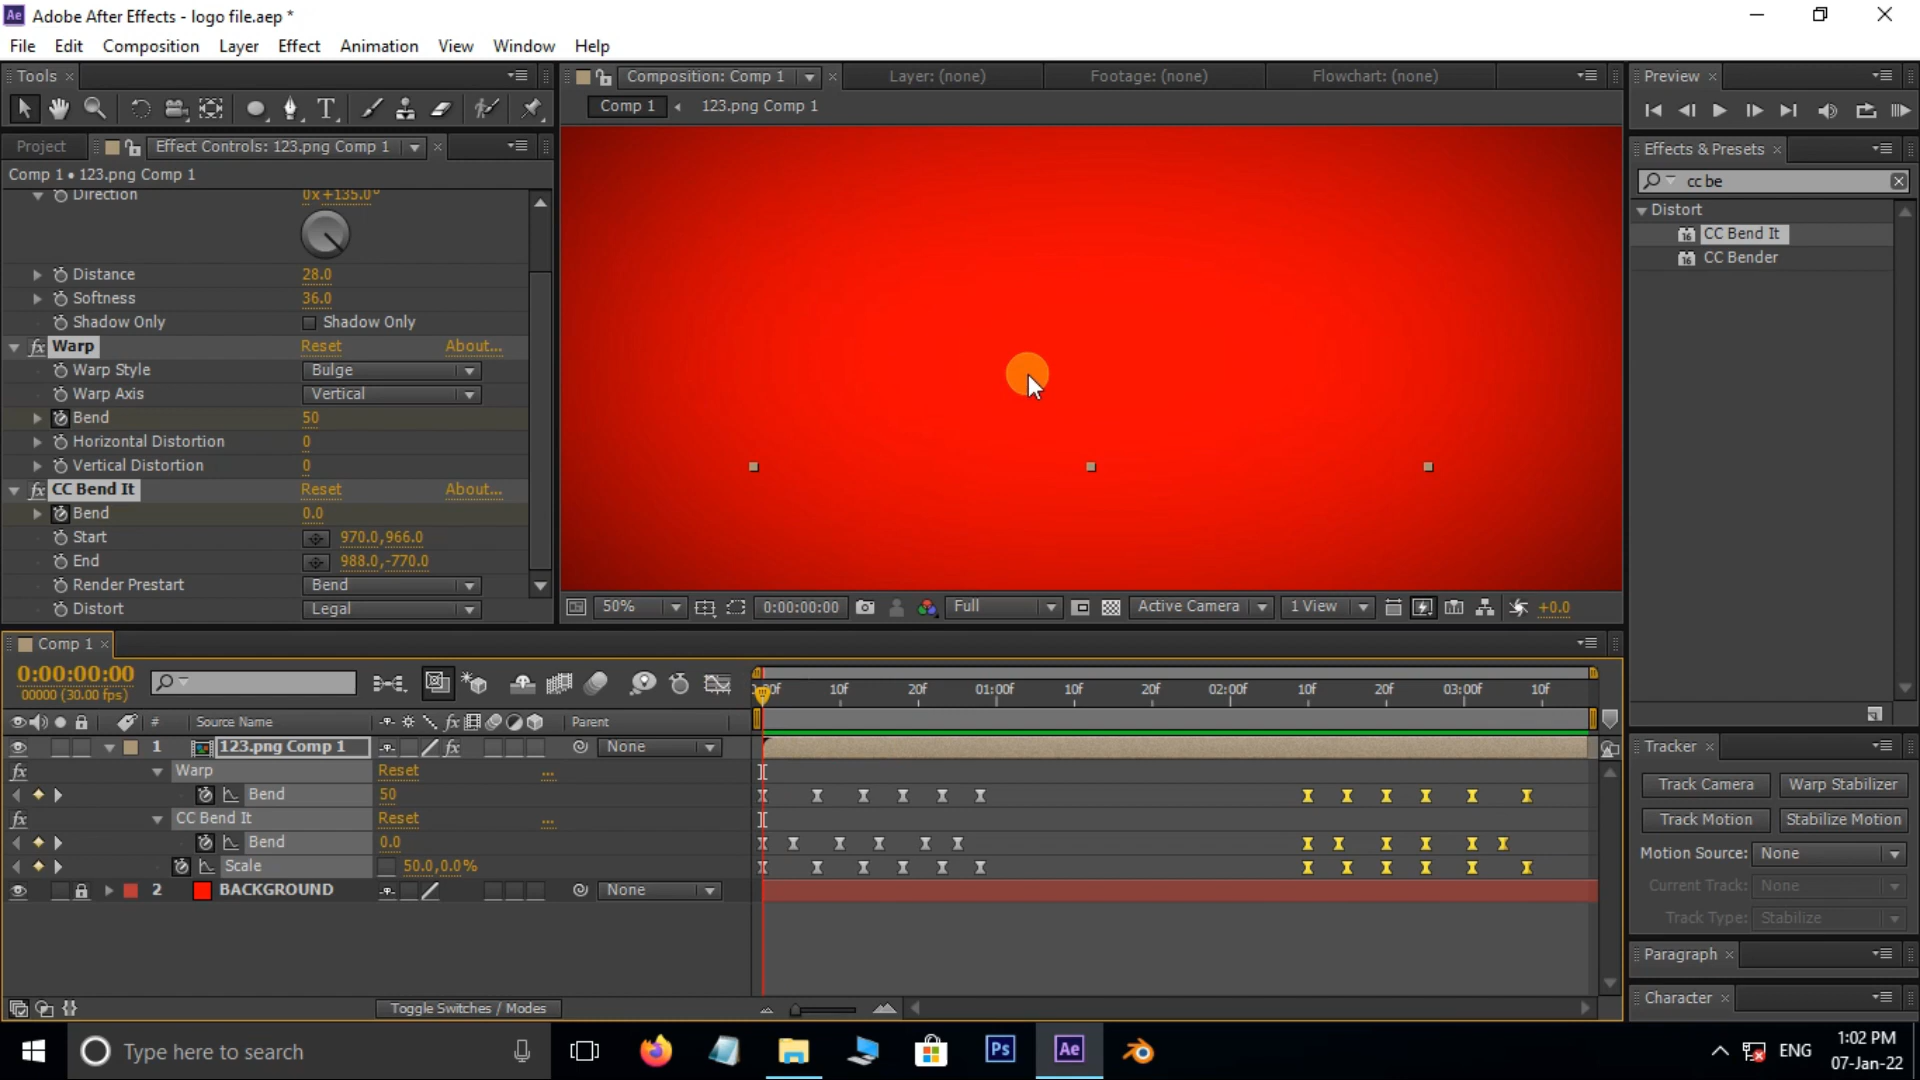 Adobe After Effects - logo file.aep *
File Edit Composition Layer Effect Animation View Window Help
Tools
Composition: Comp 1
Layer: (none)
Footage: (none)
Flowchart: (none)
Preview
Comp 1
123.png Comp 1
Project
Effect Controls: 123.png Comp 1
Effects & Presets
Comp 1 • 123.png Comp 1
cc be
Direction 0x+135.0°
Distort
CC Bend It
CC Bender
Distance 28.0
Softness 36.0
Shadow Only Shadow Only
Warp Reset About...
Warp Style Bulge
Warp Axis Vertical
Bend 50
Horizontal Distortion 0
Vertical Distortion 0
CC Bend It Reset About...
Bend 0.0
Start 970.0,966.0
End 988.0,-770.0
Render Prestart Bend
Distort Legal
50% 0:00:00:00 Full Active Camera 1 View +0.0
Comp 1
0:00:00:00
00000 (30.00 fps)
10f 20f 01:00f 10f 20f 02:00f 10f 20f 03:00f 10f
# Source Name Parent
1 123.png Comp 1 None
Warp Reset ...
Bend 50
CC Bend It Reset ...
Bend 0.0
Scale 50.0,0.0%
2 BACKGROUND None
Toggle Switches / Modes
Tracker
Track Camera Warp Stabilizer
Track Motion Stabilize Motion
Motion Source: None
Current Track: None
Track Type: Stabilize
Paragraph
Character
Type here to search
Ps
Ae
ENG
1:02 PM
07-Jan-22